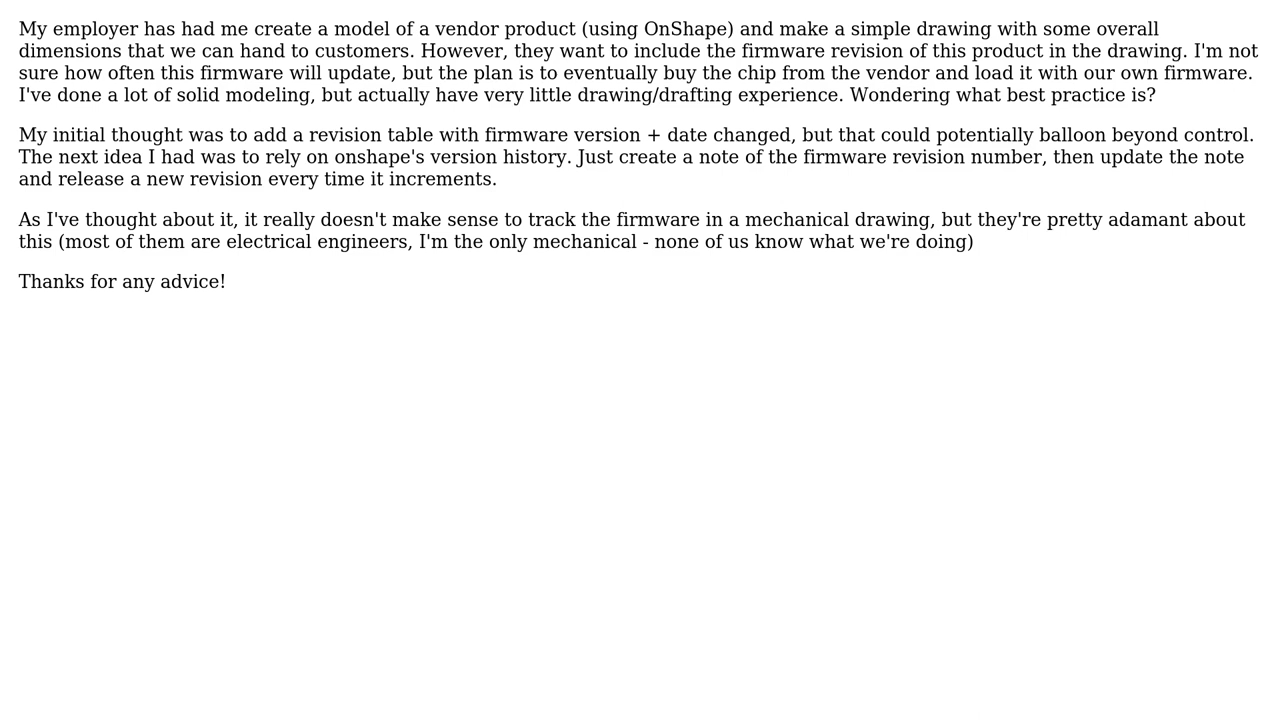 My employer has had me create a model of a vendor product (using OnShape) and make a simple drawing with some overall
dimensions that we can hand to customers. However, they want to include the firmware revision of this product in the drawing. I'm not
sure how often this firmware will update, but the plan is to eventually buy the chip from the vendor and load it with our own firmware.
I've done a lot of solid modeling, but actually have very little drawing/drafting experience. Wondering what best practice is?
My initial thought was to add a revision table with firmware version + date changed, but that could potentially balloon beyond control.
The next idea I had was to rely on onshape's version history. Just create a note of the firmware revision number, then update the note
and release a new revision every time it increments.
As I've thought about it, it really doesn't make sense to track the firmware in a mechanical drawing, but they're pretty adamant about
this (most of them are electrical engineers, I'm the only mechanical - none of us know what we're doing)
Thanks for any advice!